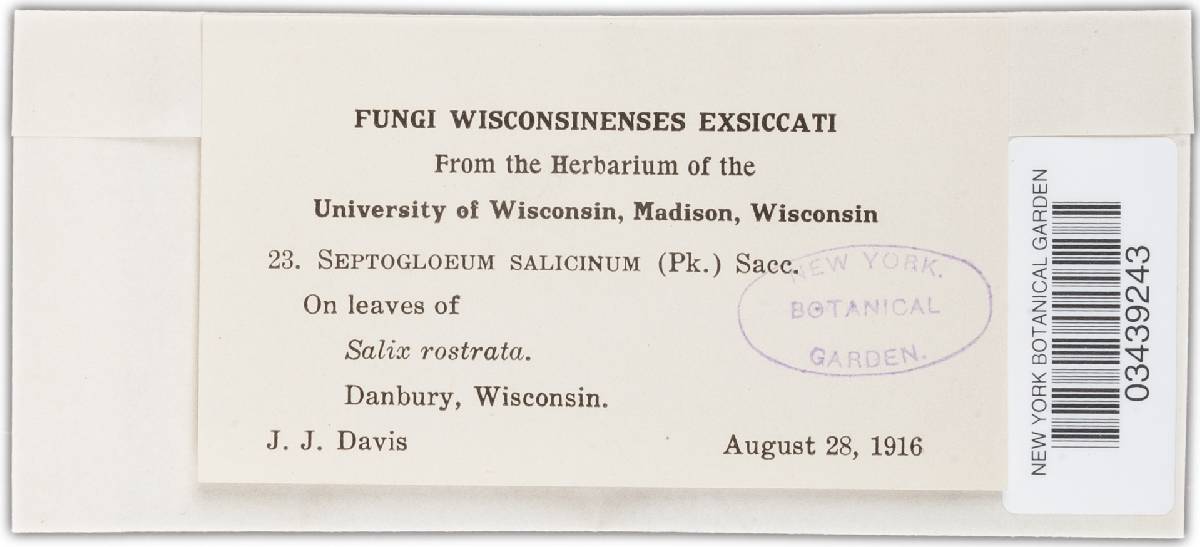 FUNGI WISCONSINENSES EXSICCATI
From the Herbarium of the
University of Wisconsin, Madison, Wisconsin
23. SEPTOGLOEUM SALICINUM (Pk.) Sacc.
On leaves of
Salix rostrata.
Danbury, Wisconsin.
J. J. Davis August 28, 1916
NEW YORK.
BOTANICAL
GARDEN.
NEW YORK BOTANICAL GARDEN
03439243